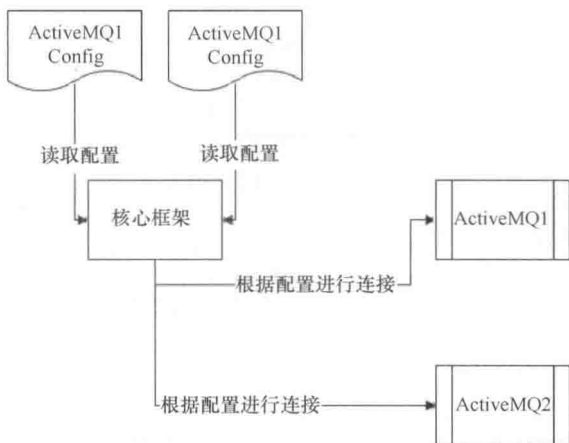 ActiveMQ1
Config
ActiveMQ1
Config
读取配置
读取配置
核心框架
ActiveMQ1
根据配置进行连接
ActiveMQ2
根据配置进行连接